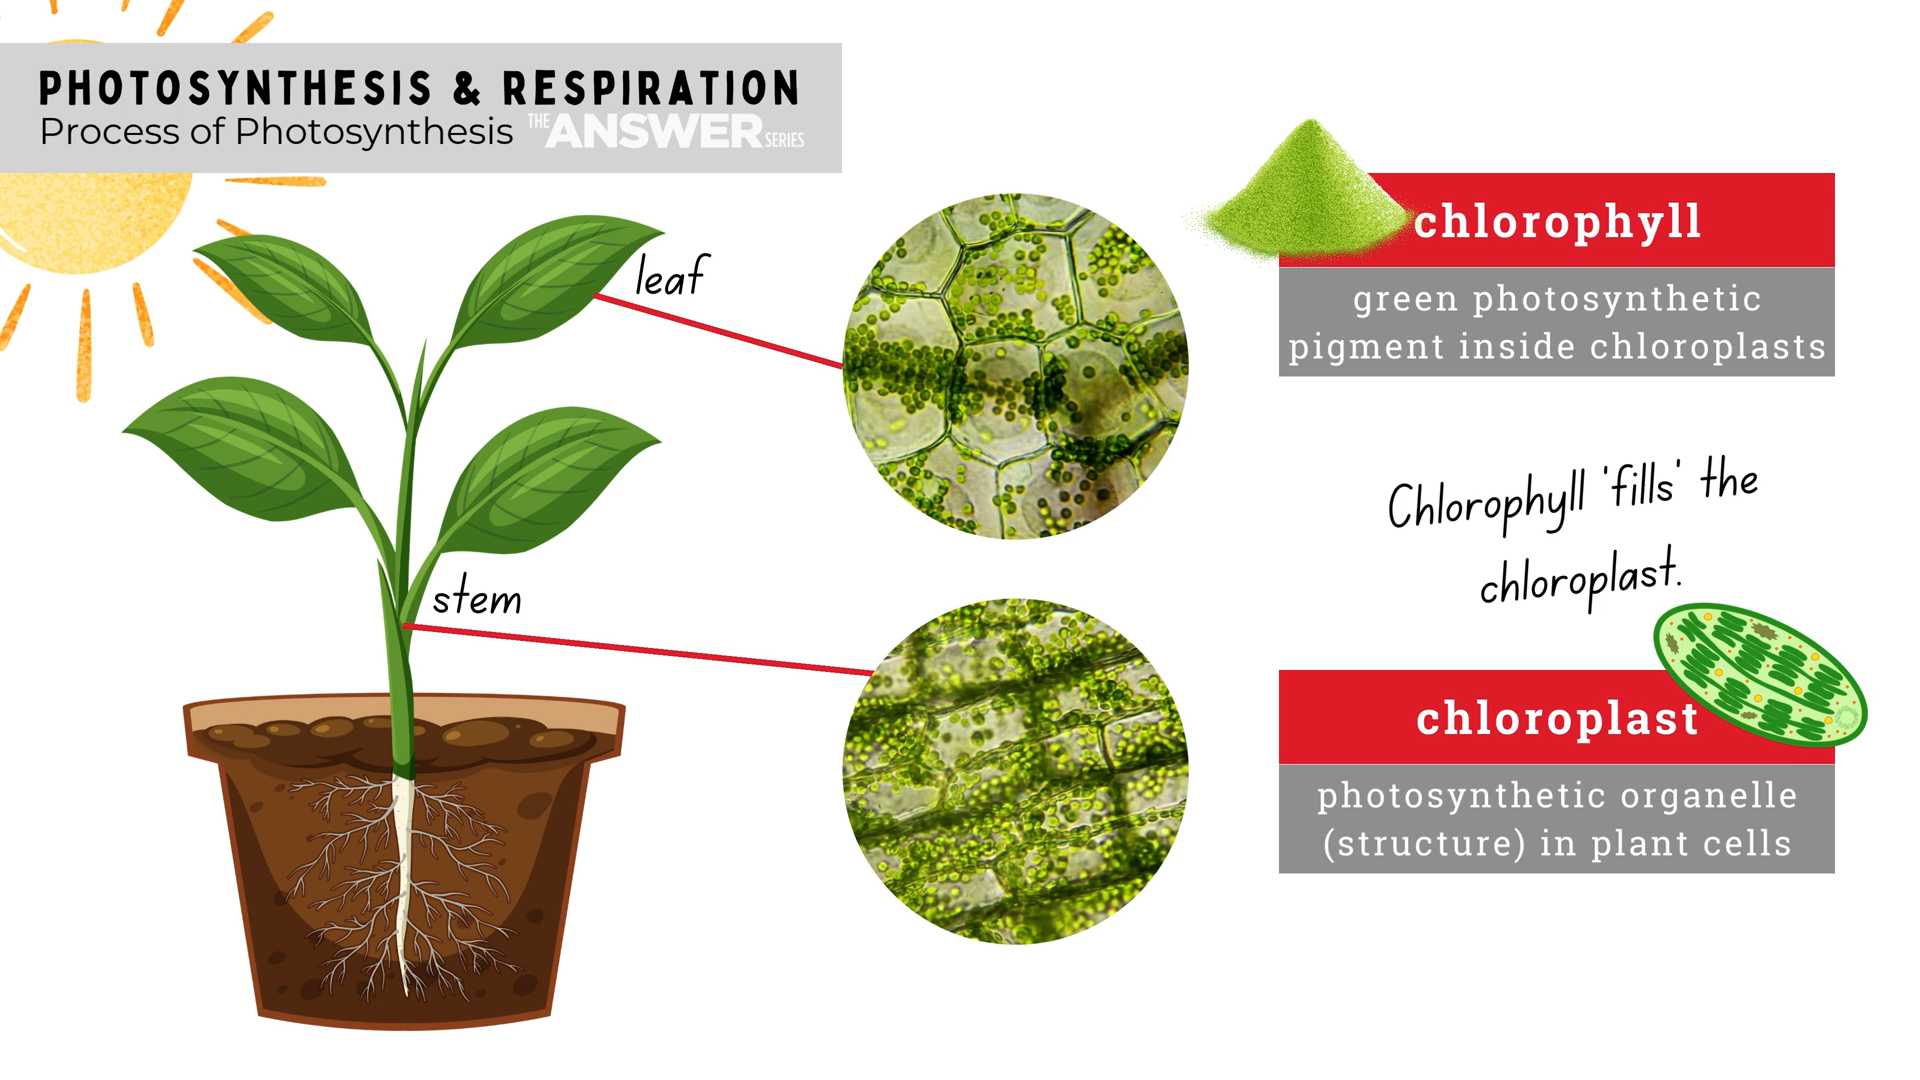 PHOTOSYNTHESIS & RESPIRATION
Process of Photosynthesis
THE ANSWER SERIES
leaf
stem
chlorophyll
green photosynthetic
pigment inside chloroplasts
Chlorophyll 'fills' the
chloroplast.
chloroplast
photosynthetic organelle
(structure) in plant cells